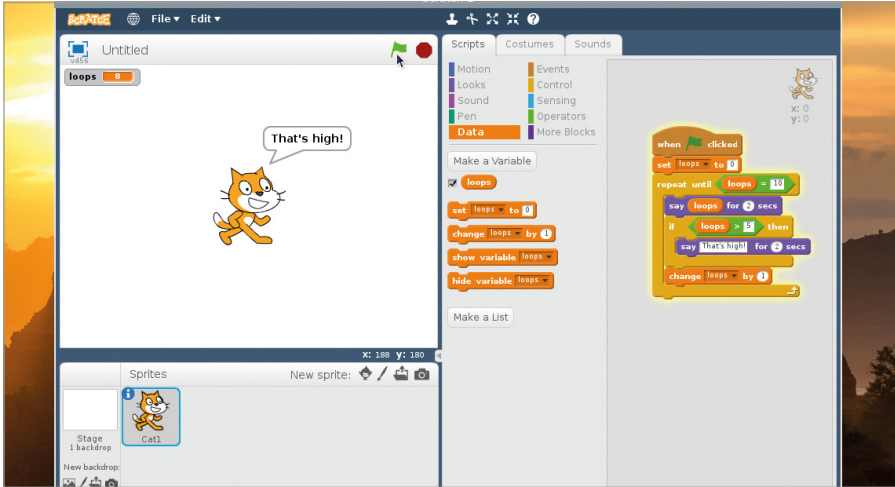 SCRATCH File▾ Edit▾
v456
Untitled
loops 8
That's high!
x: 188 y: 180
Sprites New sprite:
Stage
1 backdrop
New backdrop:
Cat1
Scripts Costumes Sounds
Motion Events
Looks Control
Sound Sensing
Pen Operators
Data More Blocks
Make a Variable
loops
set loops to 0
change loops by 1
show variable loops
hide variable loops
Make a List
x: 0
y: 0
when clicked
set loops to 0
repeat until loops = 10
say loops for 2 secs
if loops > 5 then
say That's high! for 2 secs
change loops by 1